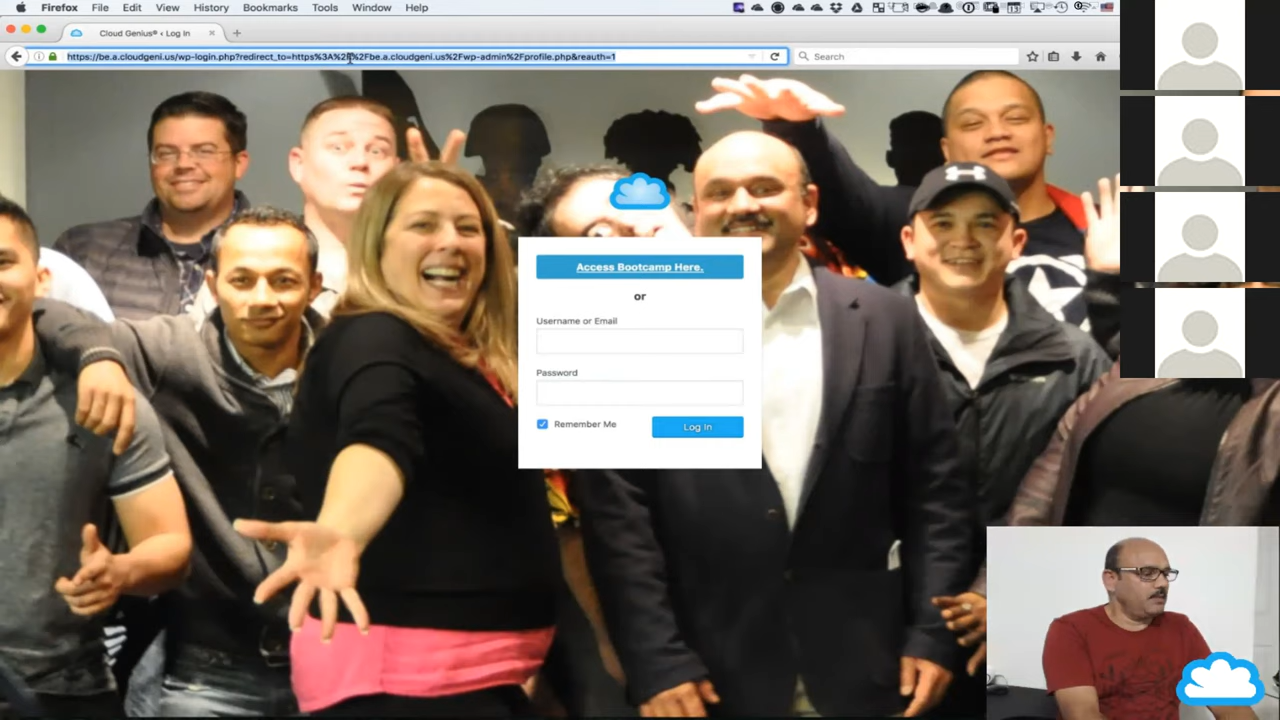 Firefox File Edit View History Bookmarks Tools Window Help
Cloud Genius® ‹ Log In
https://be.a.cloudgeni.us/wp-login.php?redirect_to=https%3A%2F%2Fbe.a.cloudgeni.us%2Fwp-admin%2Fprofile.php&reauth=1
Search
Access Bootcamp Here.
or
Username or Email
Password
Remember Me
Log In